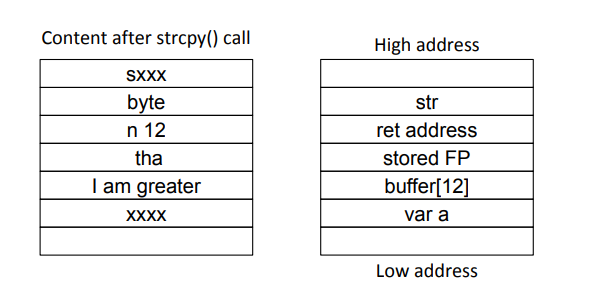 Content after strcpy() call
sxxx
byte
n 12
tha
I am greater
xxxx
High address
str
ret address
stored FP
buffer[12]
var a
Low address